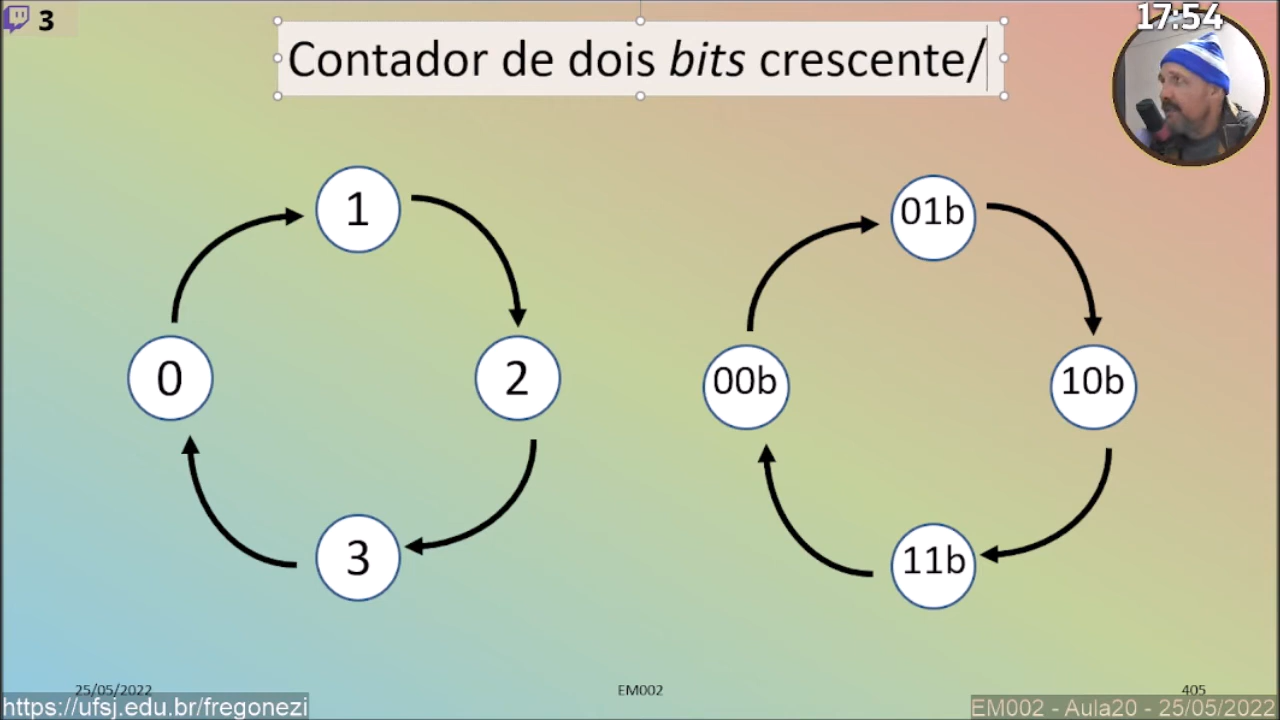 3
17:54
Contador de dois bits crescente/
1
0
2
3
01b
00b
10b
11b
25/05/2022
EM002
405
https://ufsj.edu.br/fregonezi
EM002 - Aula20 - 25/05/2022